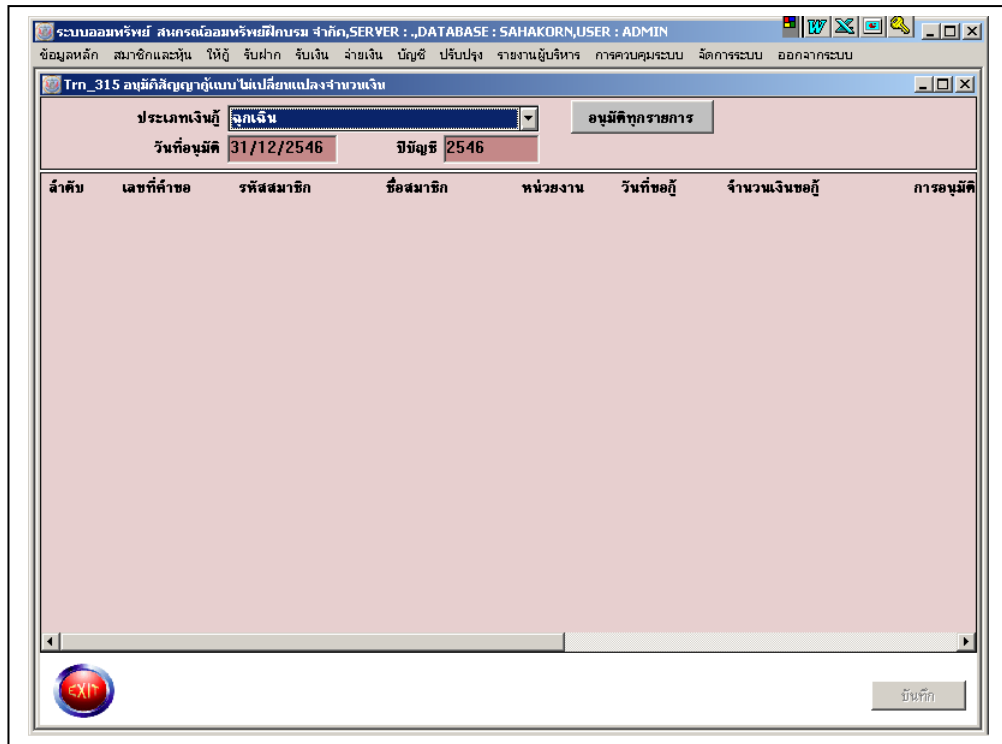 ระบบออมทรัพย์ สหกรณ์ออมทรัพย์ฝึกบรม จำกัด,SERVER : .,DATABASE : SAHAKORN,USER : ADMIN
ข้อมูลหลัก สมาชิกและหุ้น ให้กู้ รับฝาก รับเงิน จ่ายเงิน บัญชี ปรับปรุง รายงานผู้บริหาร การควบคุมระบบ จัดการระบบ ออกจากระบบ
Trn_315 อนุมัติสัญญากู้แบบไม่เปลี่ยนแปลงจำนวนเงิน
ประเภทเงินกู้ ฉุกเฉิน อนุมัติทุกรายการ
วันที่อนุมัติ 31/12/2546 ปีบัญชี 2546
ลำดับ เลขที่คำขอ รหัสสมาชิก ชื่อสมาชิก หน่วยงาน วันที่ขอกู้ จำนวนเงินขอกู้ การอนุมัติ
EXIT บันทึก